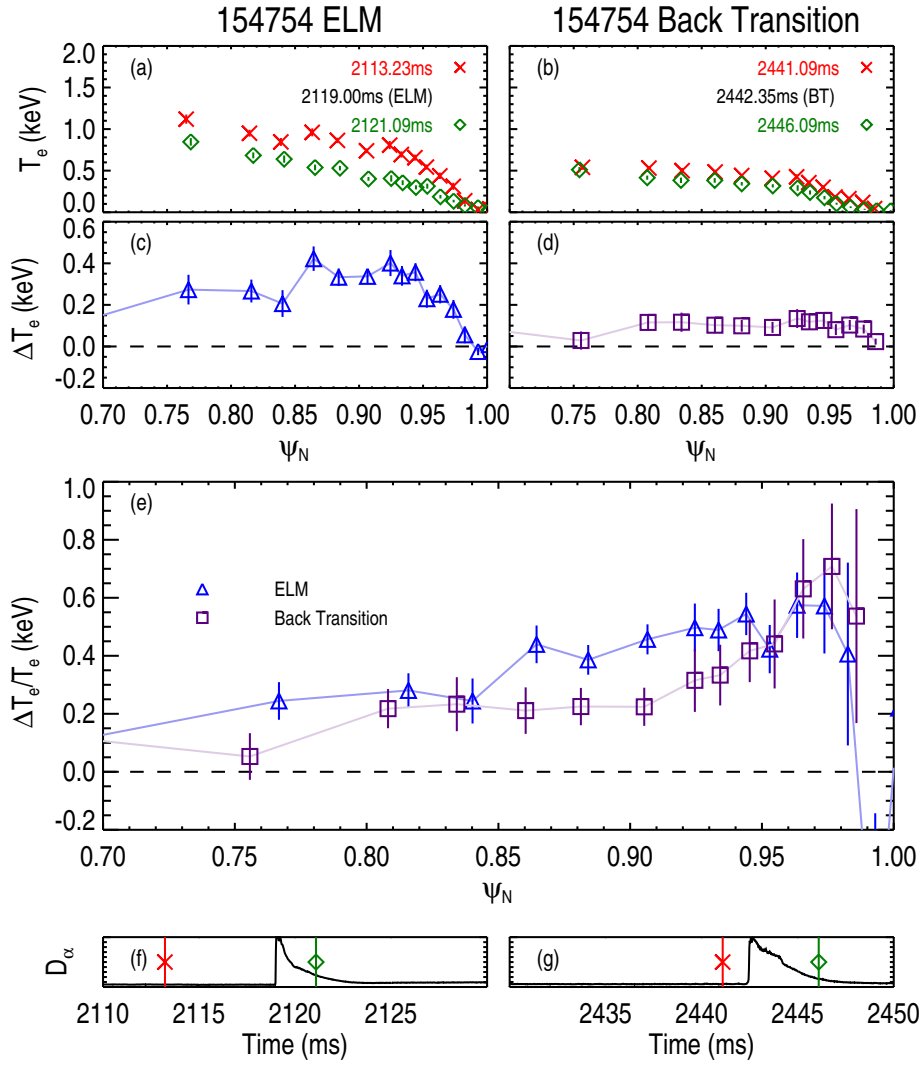 154754 ELM
154754 Back Transition
T_e (keV)
2.0
1.5
1.0
0.5
0.0
(a)
2113.23ms
2119.00ms (ELM)
2121.09ms
(b)
2441.09ms
2442.35ms (BT)
2446.09ms
ΔT_e (keV)
0.6
0.4
0.2
0.0
-0.2
(c)
(d)
0.70 0.75 0.80 0.85 0.90 0.95 1.00
0.75 0.80 0.85 0.90 0.95 1.00
ψ_N
ψ_N
ΔT_e/T_e (keV)
1.0
0.8
0.6
0.4
0.2
0.0
-0.2
(e)
ELM
Back Transition
0.70 0.75 0.80 0.85 0.90 0.95 1.00
ψ_N
D_α
(f)
(g)
2110 2115 2120 2125
2435 2440 2445 2450
Time (ms)
Time (ms)